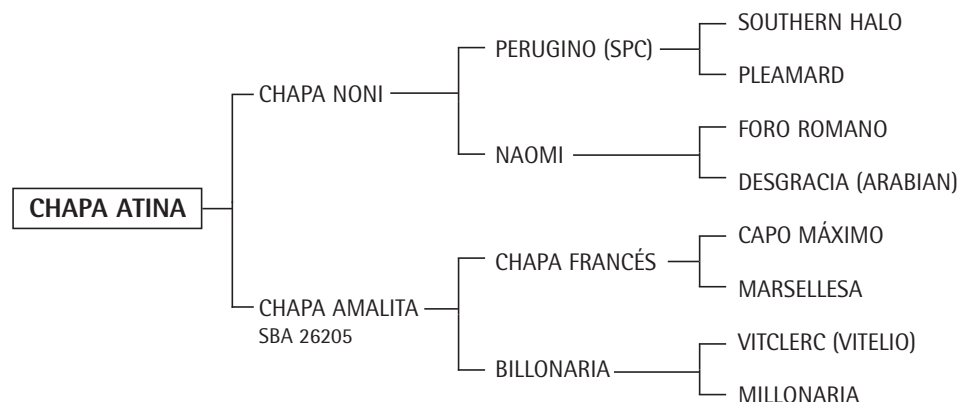 CHAPA ATINA
CHAPA NONI
PERUGINO (SPC)
SOUTHERN HALO
PLEAMARD
NAOMI
FORO ROMANO
DESGRACIA (ARABIAN)
CHAPA AMALITA
SBA 26205
CHAPA FRANCÉS
CAPO MÁXIMO
MARSELLESA
BILLONARIA
VITCLERC (VITELIO)
MILLONARIA